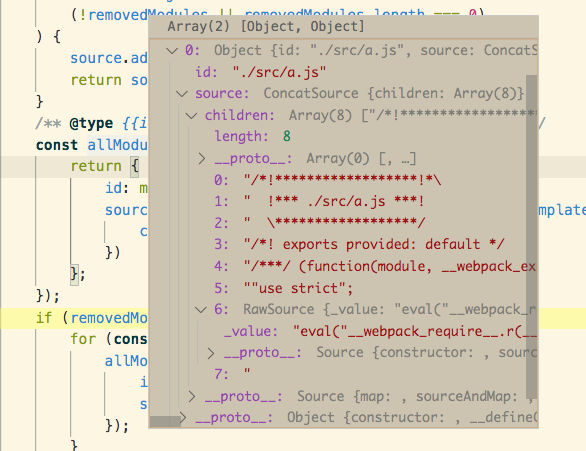 (!removedModules || removedModules.length === 0)
) {
source.ad
return so
}
/** @type {{i
const allModu
return {
id: m
sourc
c
})
};
});
if (removedMo
for (cons
allMo
i
s
});
}
Array(2) [Object, Object]
0: Object {id: "./src/a.js", source: ConcatS
id: "./src/a.js"
source: ConcatSource {children: Array(8)}
children: Array(8) ["/*!*****************
length: 8
__proto__: Array(0) [, …]
0: "/*!******************!*\
1: "  !*** ./src/a.js ***!
2: "  \******************/
3: "/*! exports provided: default */
4: "/***/ (function(module, __webpack_ex
5: ""use strict";
6: RawSource {_value: "eval("__webpack_r
_value: "eval("__webpack_require__.r(__
__proto__: Source {constructor: , sourc
7: "
__proto__: Source {map: , sourceAndMap: ,
__proto__: Object {constructor: , __define
/
emplate